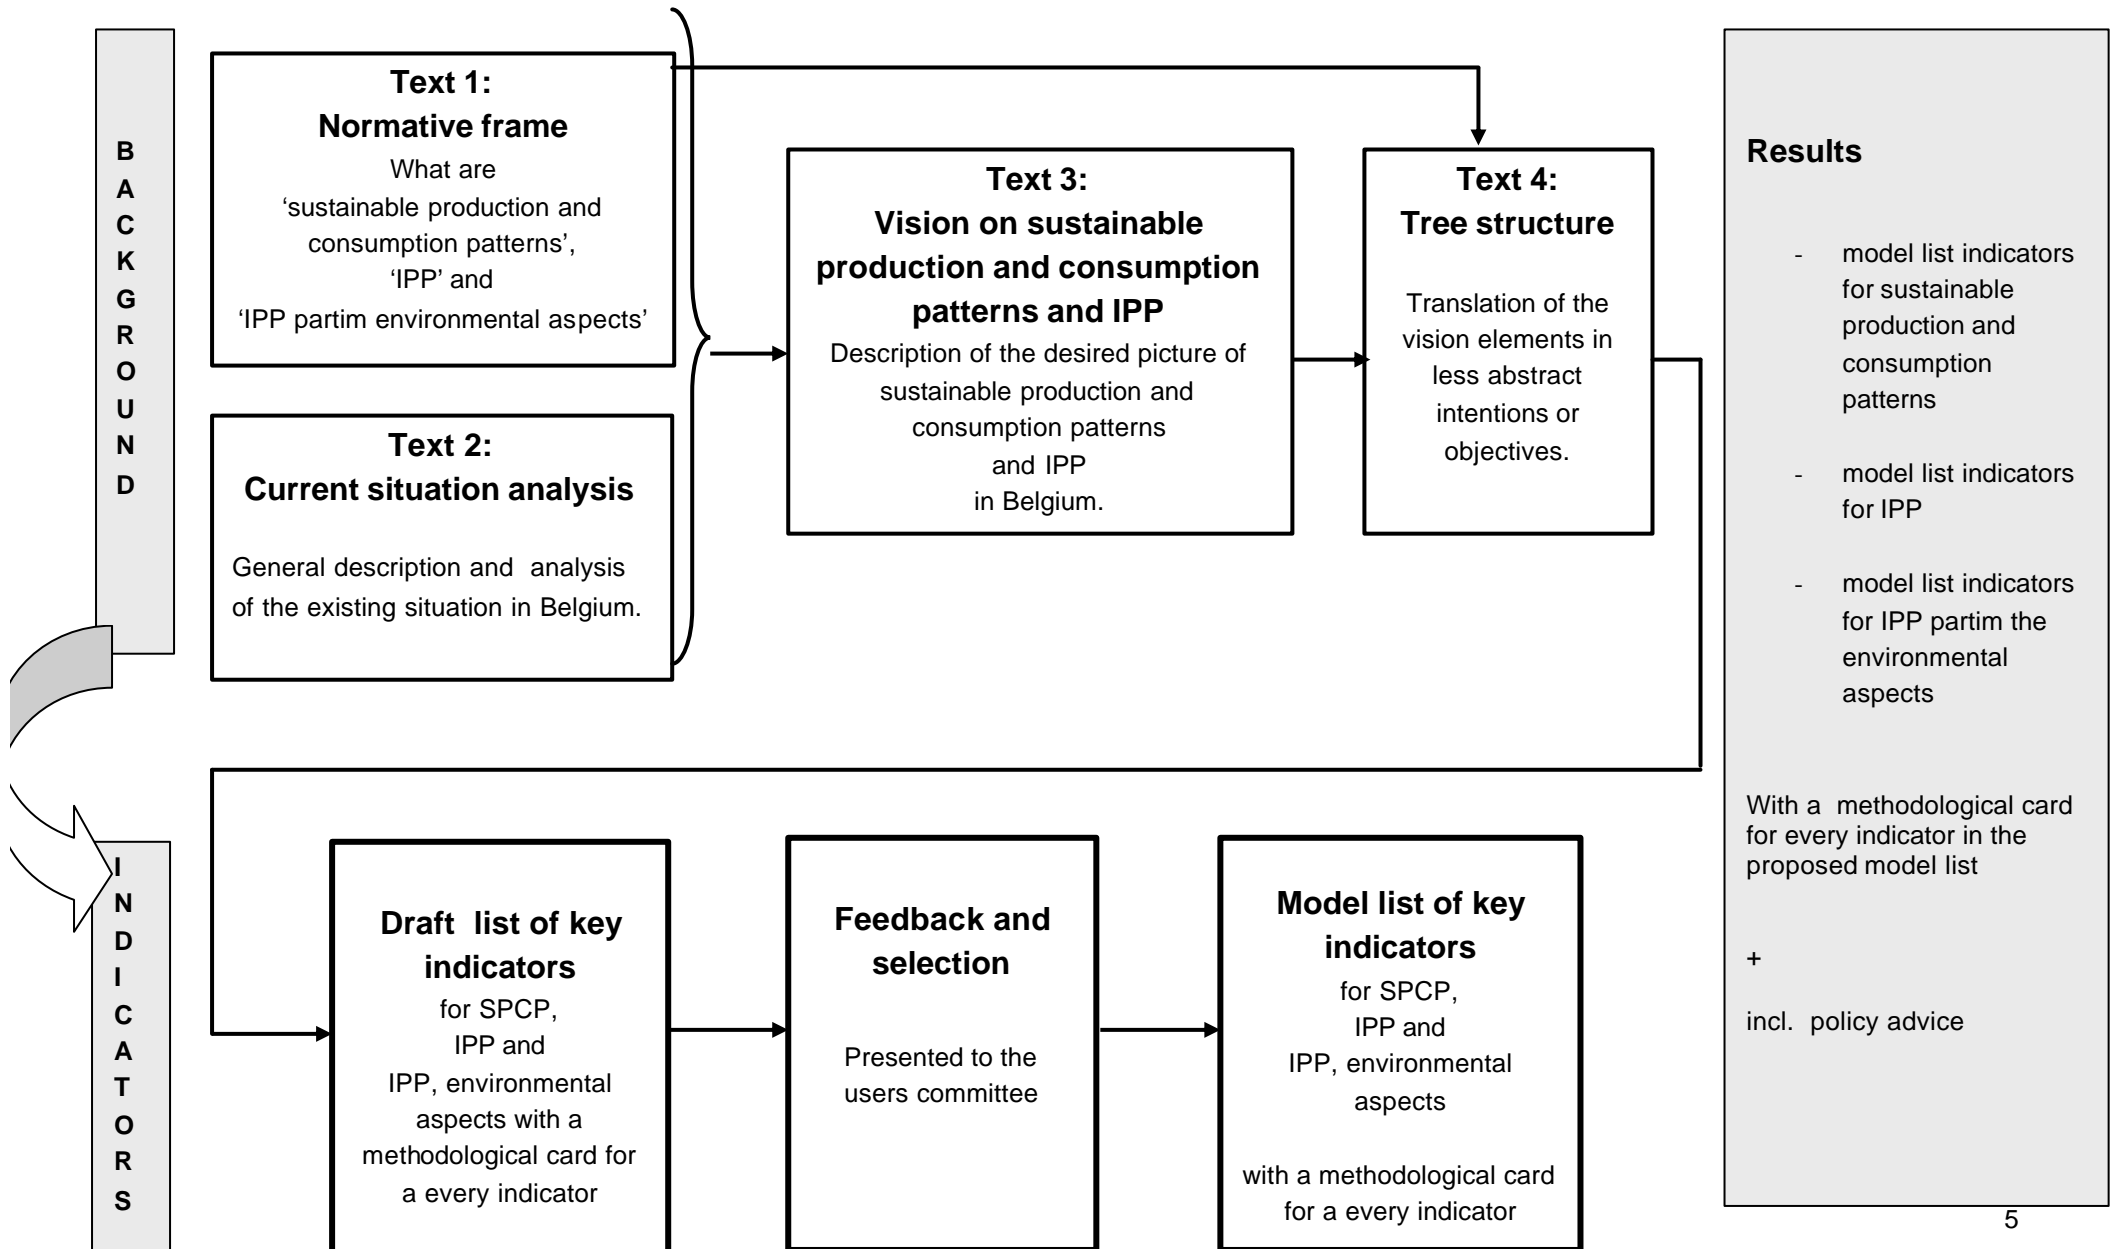 B
A
C
K
G
R
O
U
N
D
Text 1:
Normative frame
What are
‘sustainable production and
consumption patterns’,
‘IPP’ and
‘IPP partim environmental aspects’
Text 2:
Current situation analysis
General description and analysis
of the existing situation in Belgium.
Text 3:
Vision on sustainable
production and consumption
patterns and IPP
Description of the desired picture of
sustainable production and
consumption patterns
and IPP
in Belgium.
Text 4:
Tree structure
Translation of the
vision elements in
less abstract
intentions or
objectives.
I
N
D
I
C
A
T
O
R
S
Draft list of key
indicators
for SPCP,
IPP and
IPP, environmental
aspects with a
methodological card for
a every indicator
Feedback and
selection
Presented to the
users committee
Model list of key
indicators
for SPCP,
IPP and
IPP, environmental
aspects
with a methodological card
for a every indicator
Results
- model list indicators
for sustainable
production and
consumption
patterns
- model list indicators
for IPP
- model list indicators
for IPP partim the
environmental
aspects
With a methodological card
for every indicator in the
proposed model list
+
incl. policy advice
5